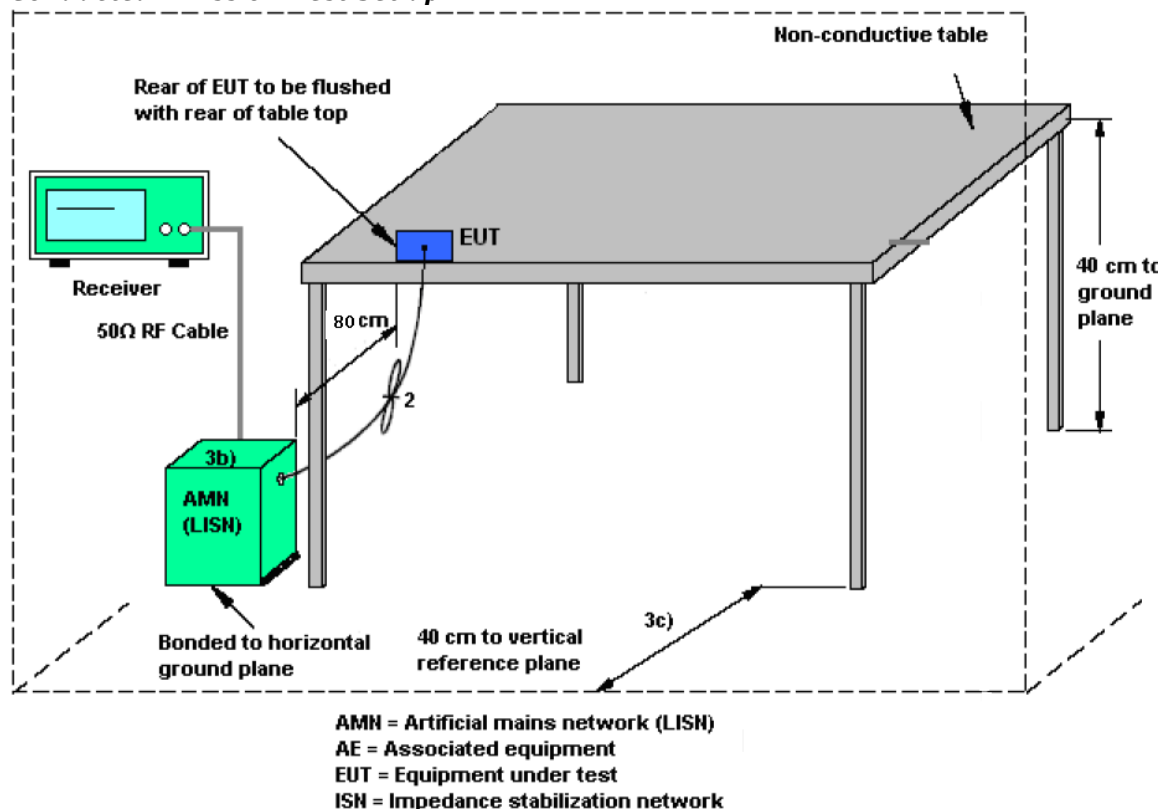 Non-conductive table
Rear of EUT to be flushed
with rear of table top
EUT
Receiver
50Ω RF Cable
80 cm
40 cm to
ground
plane
2
3b)
AMN
(LISN)
3c)
Bonded to horizontal
ground plane
40 cm to vertical
reference plane
AMN = Artificial mains network (LISN)
AE = Associated equipment
EUT = Equipment under test
ISN = Impedance stabilization network